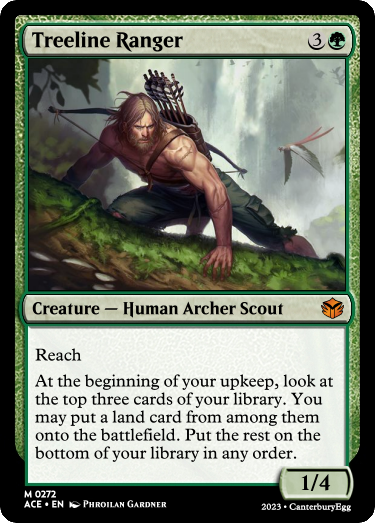 Treeline Ranger 3
Creature — Human Archer Scout
Reach
At the beginning of your upkeep, look at
the top three cards of your library. You
may put a land card from among them
onto the battlefield. Put the rest on the
bottom of your library in any order.
1/4
M 0272
ACE • EN Phroilan Gardner
2023 • CanterburyEgg